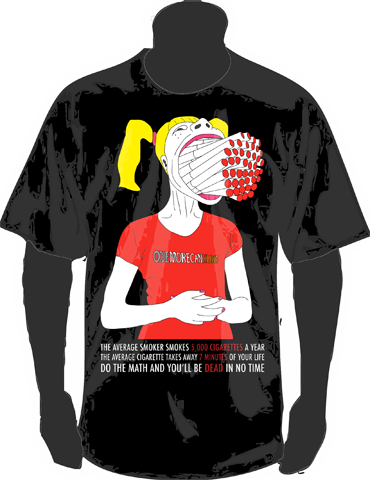 ONEMORECAN
THE AVERAGE SMOKER SMOKES 5,000 CIGARETTES A YEAR
THE AVERAGE CIGARETTE TAKES AWAY 7 MINUTES OF YOUR LIFE
DO THE MATH AND YOU'LL BE DEAD IN NO TIME